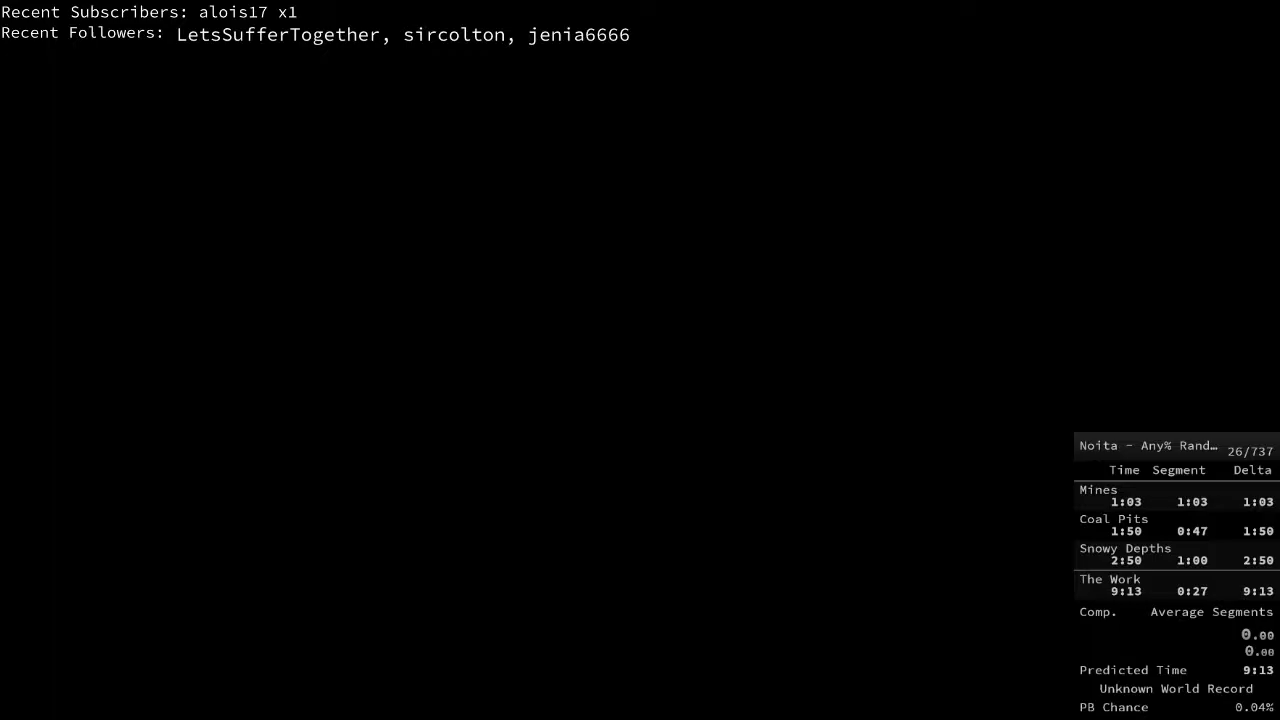 Recent Subscribers: alois17 x1
Recent Followers: LetsSufferTogether, sircolton, jenia6666
Noita - Any% Rand… 26/737
Time Segment Delta
Mines
1:03 1:03 1:03
Coal Pits
1:50 0:47 1:50
Snowy Depths
2:50 1:00 2:50
The Work
9:13 0:27 9:13
Comp. Average Segments
0.00
0.00
Predicted Time 9:13
Unknown World Record
PB Chance 0.04%